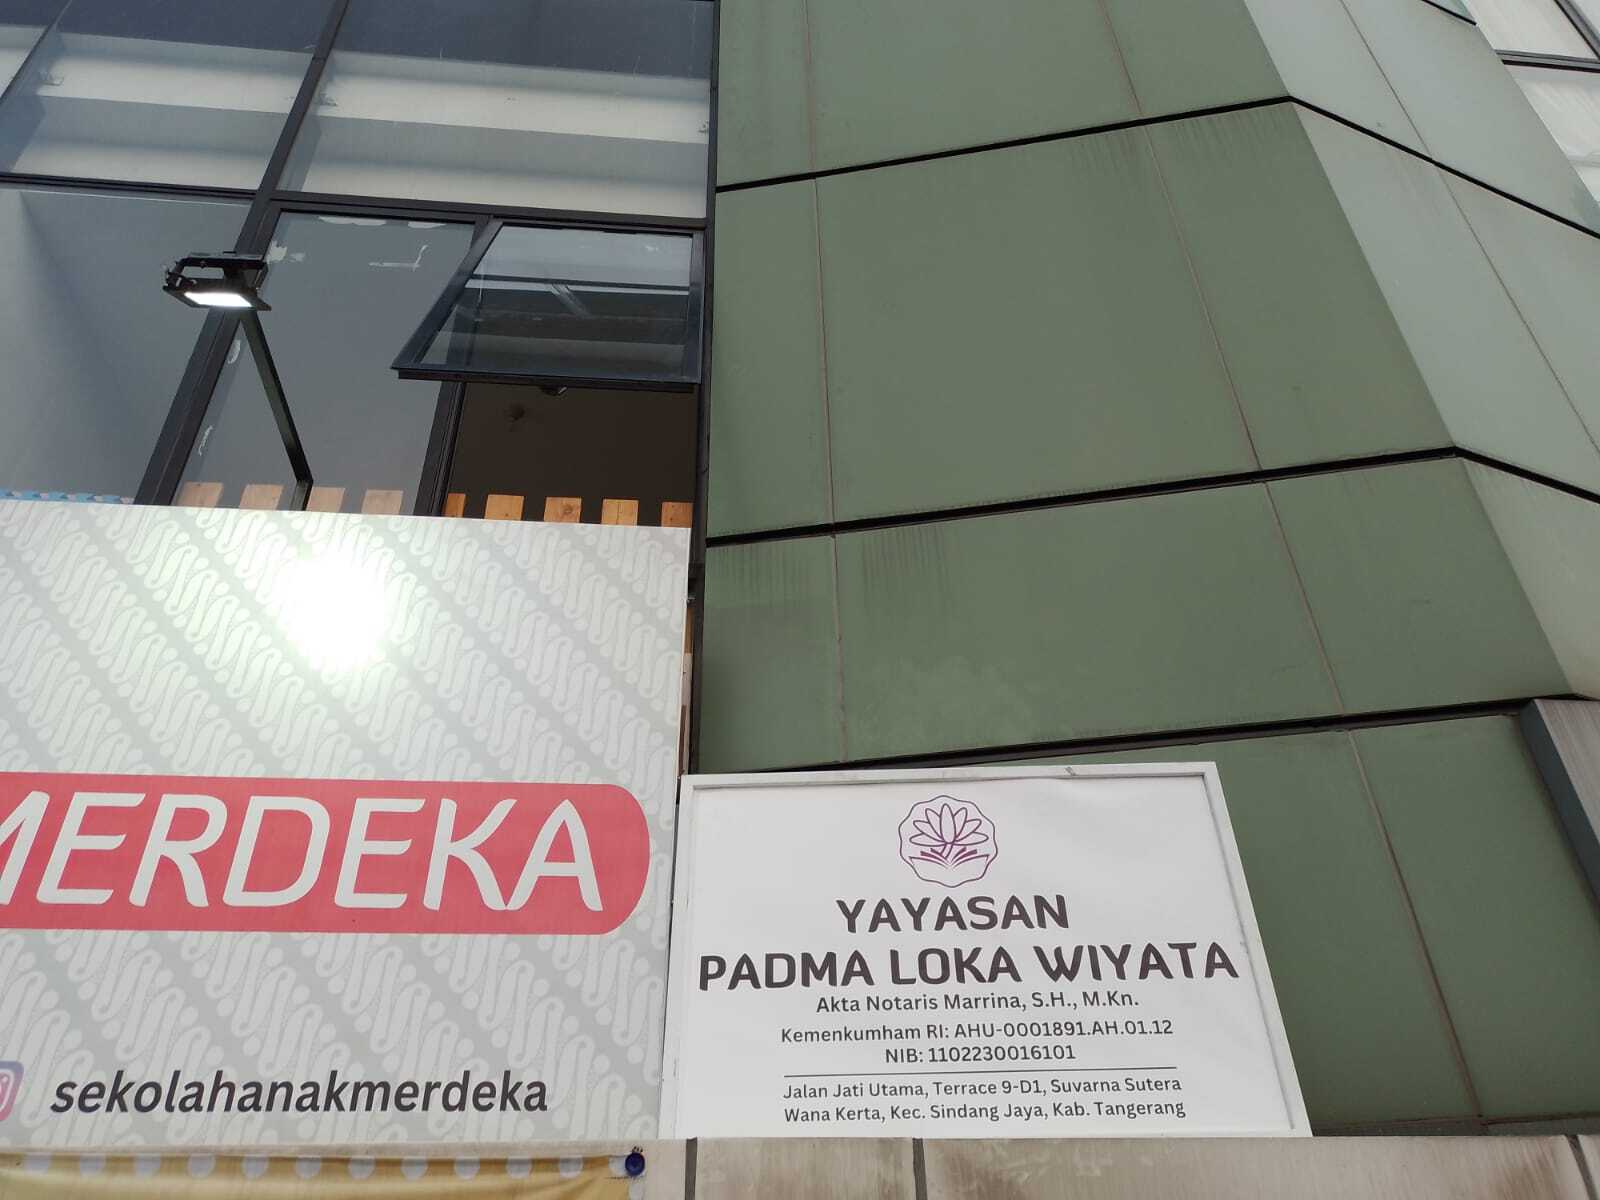 MERDEKA
sekolahanakmerdeka
YAYASAN
PADMA LOKA WIYATA
Akta Notaris Marrina, S.H., M.Kn.
Kemenkumham RI: AHU-0001891.AH.01.12
NIB: 1102230016101
Jalan Jati Utama, Terrace 9-D1, Suvarna Sutera
Wana Kerta, Kec. Sindang Jaya, Kab. Tangerang